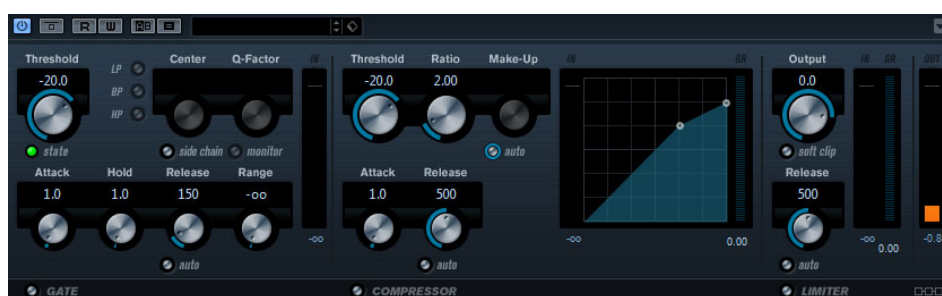 R W A B
Threshold Center Q-Factor IN Threshold Ratio Make-Up IN GR Output IN GR OUT
-20.0 LP -20.0 2.00 0.0
BP
HP
state side chain monitor auto soft clip
Attack Hold Release Range Attack Release Release
1.0 1.0 150 -oo 1.0 500 500
-oo -oo 0.00 -oo 0.00 -0.8
auto auto auto
GATE COMPRESSOR LIMITER